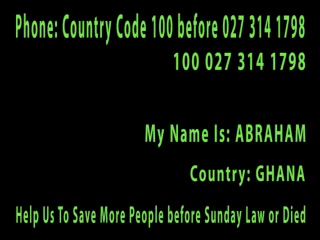 Phone: Country Code 100 before 027 314 1798
100 027 314 1798
My Name Is: ABRAHAM
Country: GHANA
Help Us To Save More People before Sunday Law or Died